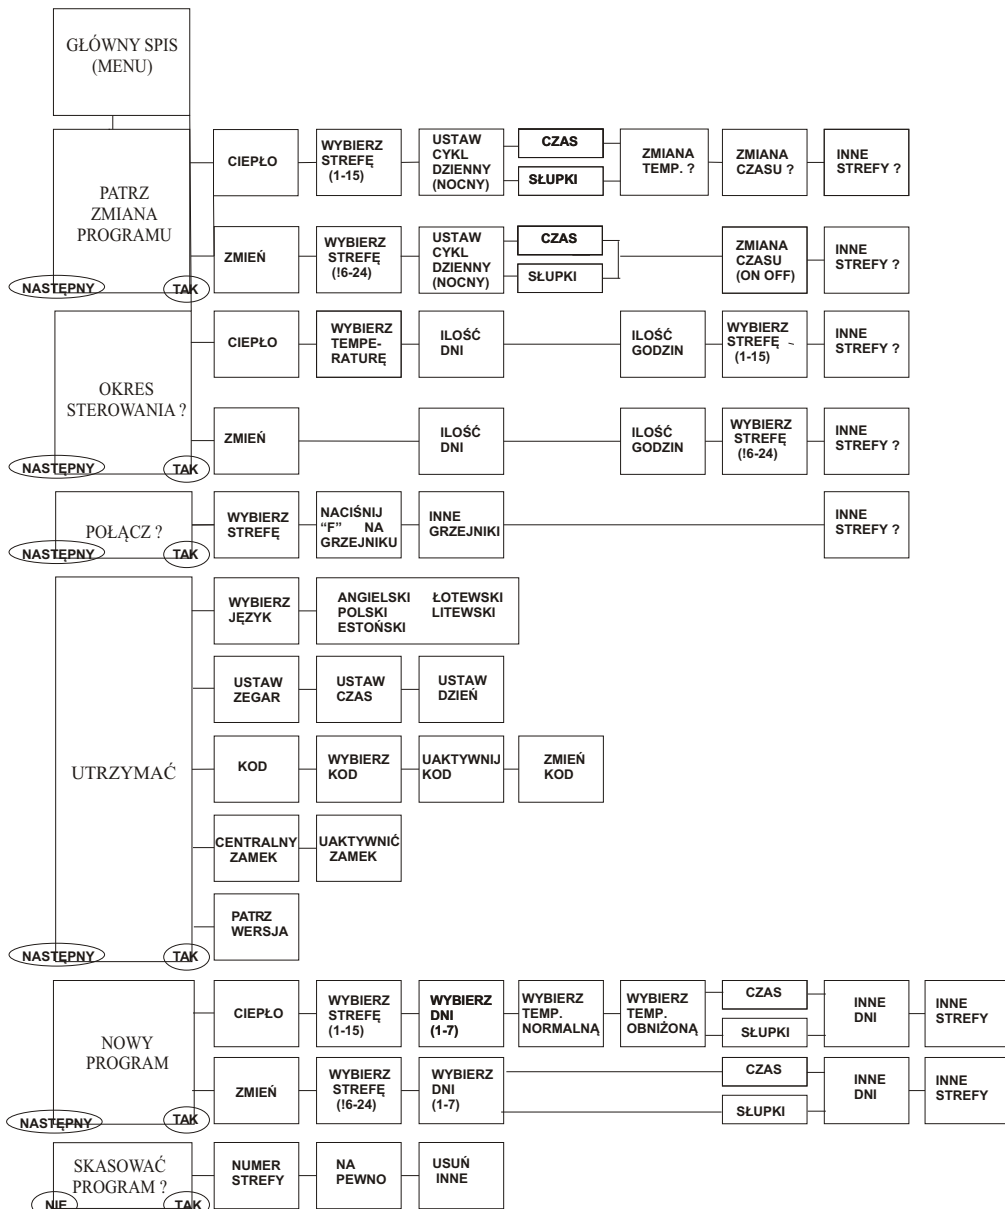 GŁÓWNY SPIS
(MENU)
PATRZ
ZMIANA
PROGRAMU
NASTĘPNY
TAK
CIEPŁO
WYBIERZ
STREFĘ
(1-15)
USTAW
CYKL
DZIENNY
(NOCNY)
CZAS
SŁUPKI
ZMIANA
TEMP. ?
ZMIANA
CZASU ?
INNE
STREFY ?
ZMIEŃ
WYBIERZ
STREFĘ
(!6-24)
USTAW
CYKL
DZIENNY
(NOCNY)
CZAS
SŁUPKI
ZMIANA
CZASU
(ON OFF)
INNE
STREFY ?
OKRES
STEROWANIA ?
NASTĘPNY
TAK
CIEPŁO
WYBIERZ
TEMPE-
RATURĘ
ILOŚĆ
DNI
ILOŚĆ
GODZIN
WYBIERZ
STREFĘ
(1-15)
INNE
STREFY ?
ZMIEŃ
ILOŚĆ
DNI
ILOŚĆ
GODZIN
WYBIERZ
STREFĘ
(!6-24)
INNE
STREFY ?
POŁĄCZ ?
NASTĘPNY
TAK
WYBIERZ
STREFĘ
NACIŚNIJ
“F” NA
GRZEJNIKU
INNE
GRZEJNIKI
INNE
STREFY ?
UTRZYMAĆ
NASTĘPNY
TAK
WYBIERZ
JĘZYK
ANGIELSKI ŁOTEWSKI
POLSKI LITEWSKI
ESTOŃSKI
USTAW
ZEGAR
USTAW
CZAS
USTAW
DZIEŃ
KOD
WYBIERZ
KOD
UAKTYWNIJ
KOD
ZMIEŃ
KOD
CENTRALNY
ZAMEK
UAKTYWNIĆ
ZAMEK
PATRZ
WERSJA
NOWY
PROGRAM
NASTĘPNY
TAK
CIEPŁO
WYBIERZ
STREFĘ
(1-15)
WYBIERZ
DNI
(1-7)
WYBIERZ
TEMP.
NORMALNĄ
WYBIERZ
TEMP.
OBNIŻONĄ
CZAS
SŁUPKI
INNE
DNI
INNE
STREFY
ZMIEŃ
WYBIERZ
STREFĘ
(!6-24)
WYBIERZ
DNI
(1-7)
CZAS
SŁUPKI
INNE
DNI
INNE
STREFY
SKASOWAĆ
PROGRAM ?
NIE
TAK
NUMER
STREFY
NA
PEWNO
USUŃ
INNE